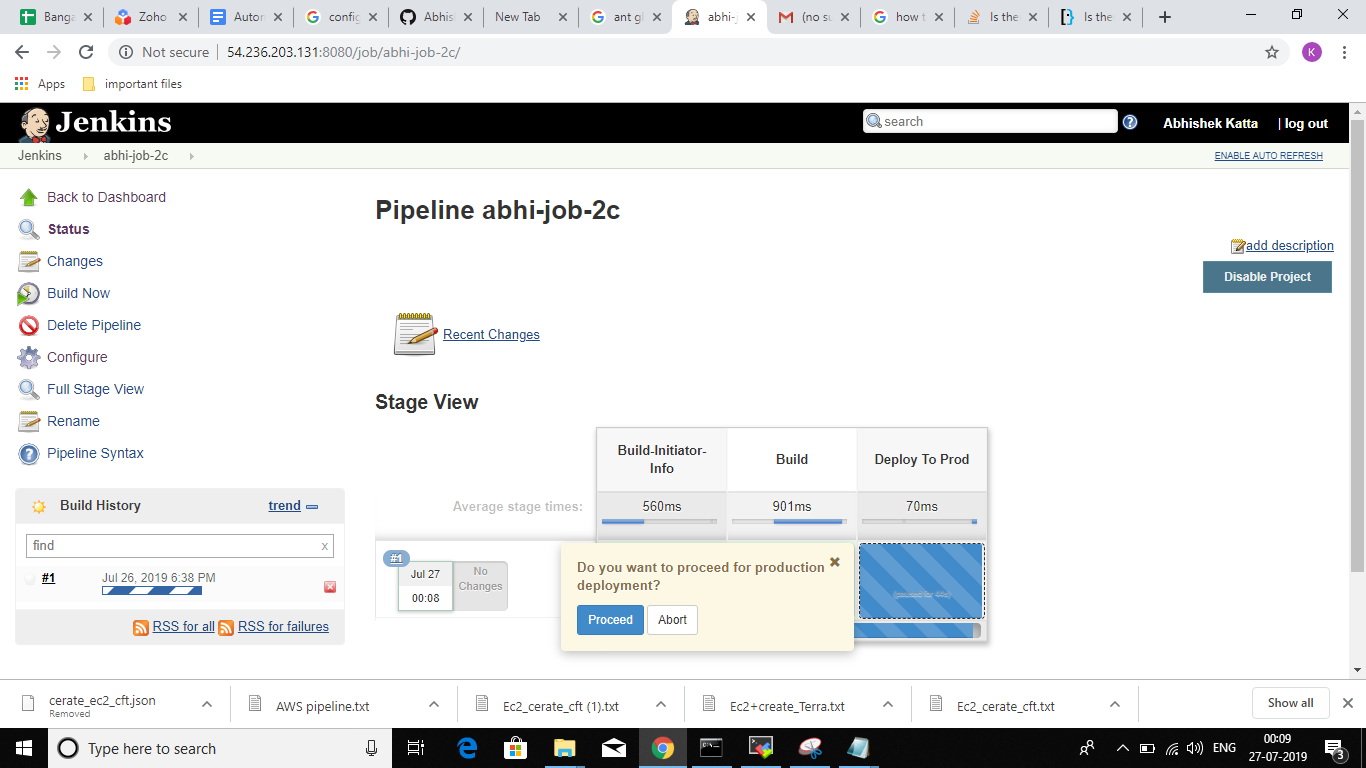 Banga
Zoho
Autor
config
Abhis
New Tab
ant gl
abhi-j
(no su
how t
Is the
Is the
Not secure
54.236.203.131:8080/job/abhi-job-2c/
K
Apps
important files
Jenkins
search
Abhishek Katta
| log out
Jenkins
abhi-job-2c
ENABLE AUTO REFRESH
Back to Dashboard
Status
Changes
Build Now
Delete Pipeline
Configure
Full Stage View
Rename
Pipeline Syntax
Build History
trend
find
x
#1
Jul 26, 2019 6:38 PM
RSS for all
RSS for failures
Pipeline abhi-job-2c
add description
Disable Project
Recent Changes
Stage View
Build-Initiator-
Info
Build
Deploy To Prod
Average stage times:
560ms
901ms
70ms
#1
Jul 27
00:08
No
Changes
Do you want to proceed for production
deployment?
Proceed
Abort
(paused for 44s)
cerate_ec2_cft.json
Removed
AWS pipeline.txt
Ec2_cerate_cft (1).txt
Ec2+create_Terra.txt
Ec2_cerate_cft.txt
Show all
Type here to search
ENG
00:09
27-07-2019
3